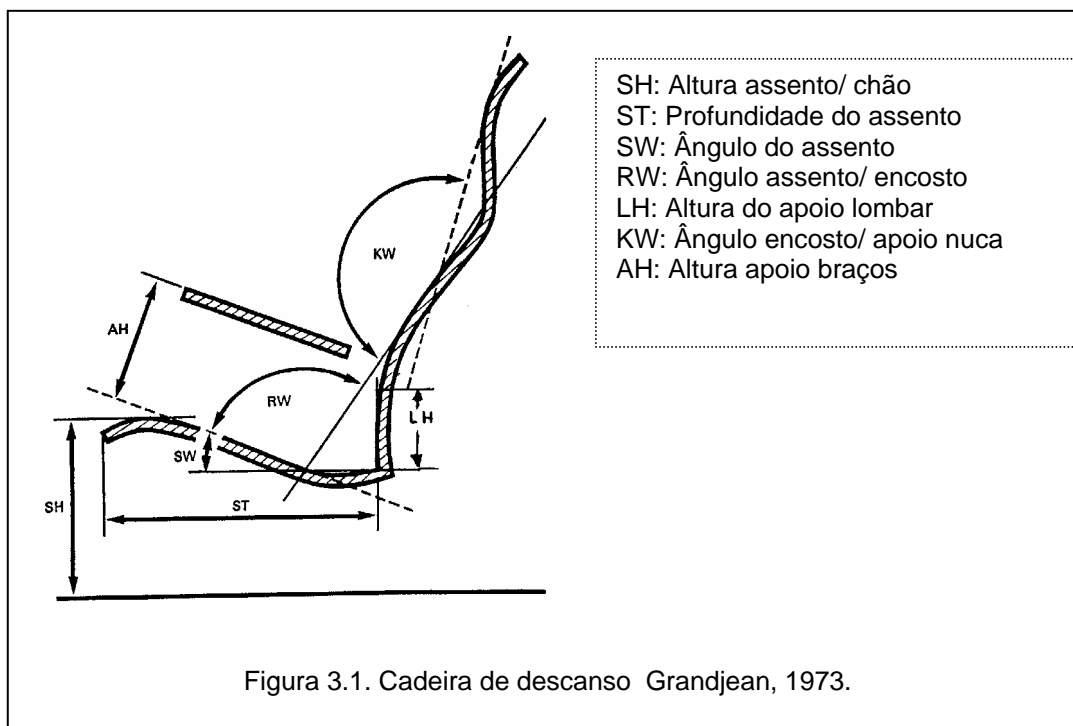 KW
AH
RW
LH
SW
SH
ST
SH: Altura assento/ chão
ST: Profundidade do assento
SW: Ângulo do assento
RW: Ângulo assento/ encosto
LH: Altura do apoio lombar
KW: Ângulo encosto/ apoio nuca
AH: Altura apoio braços
Figura 3.1. Cadeira de descanso Grandjean, 1973.